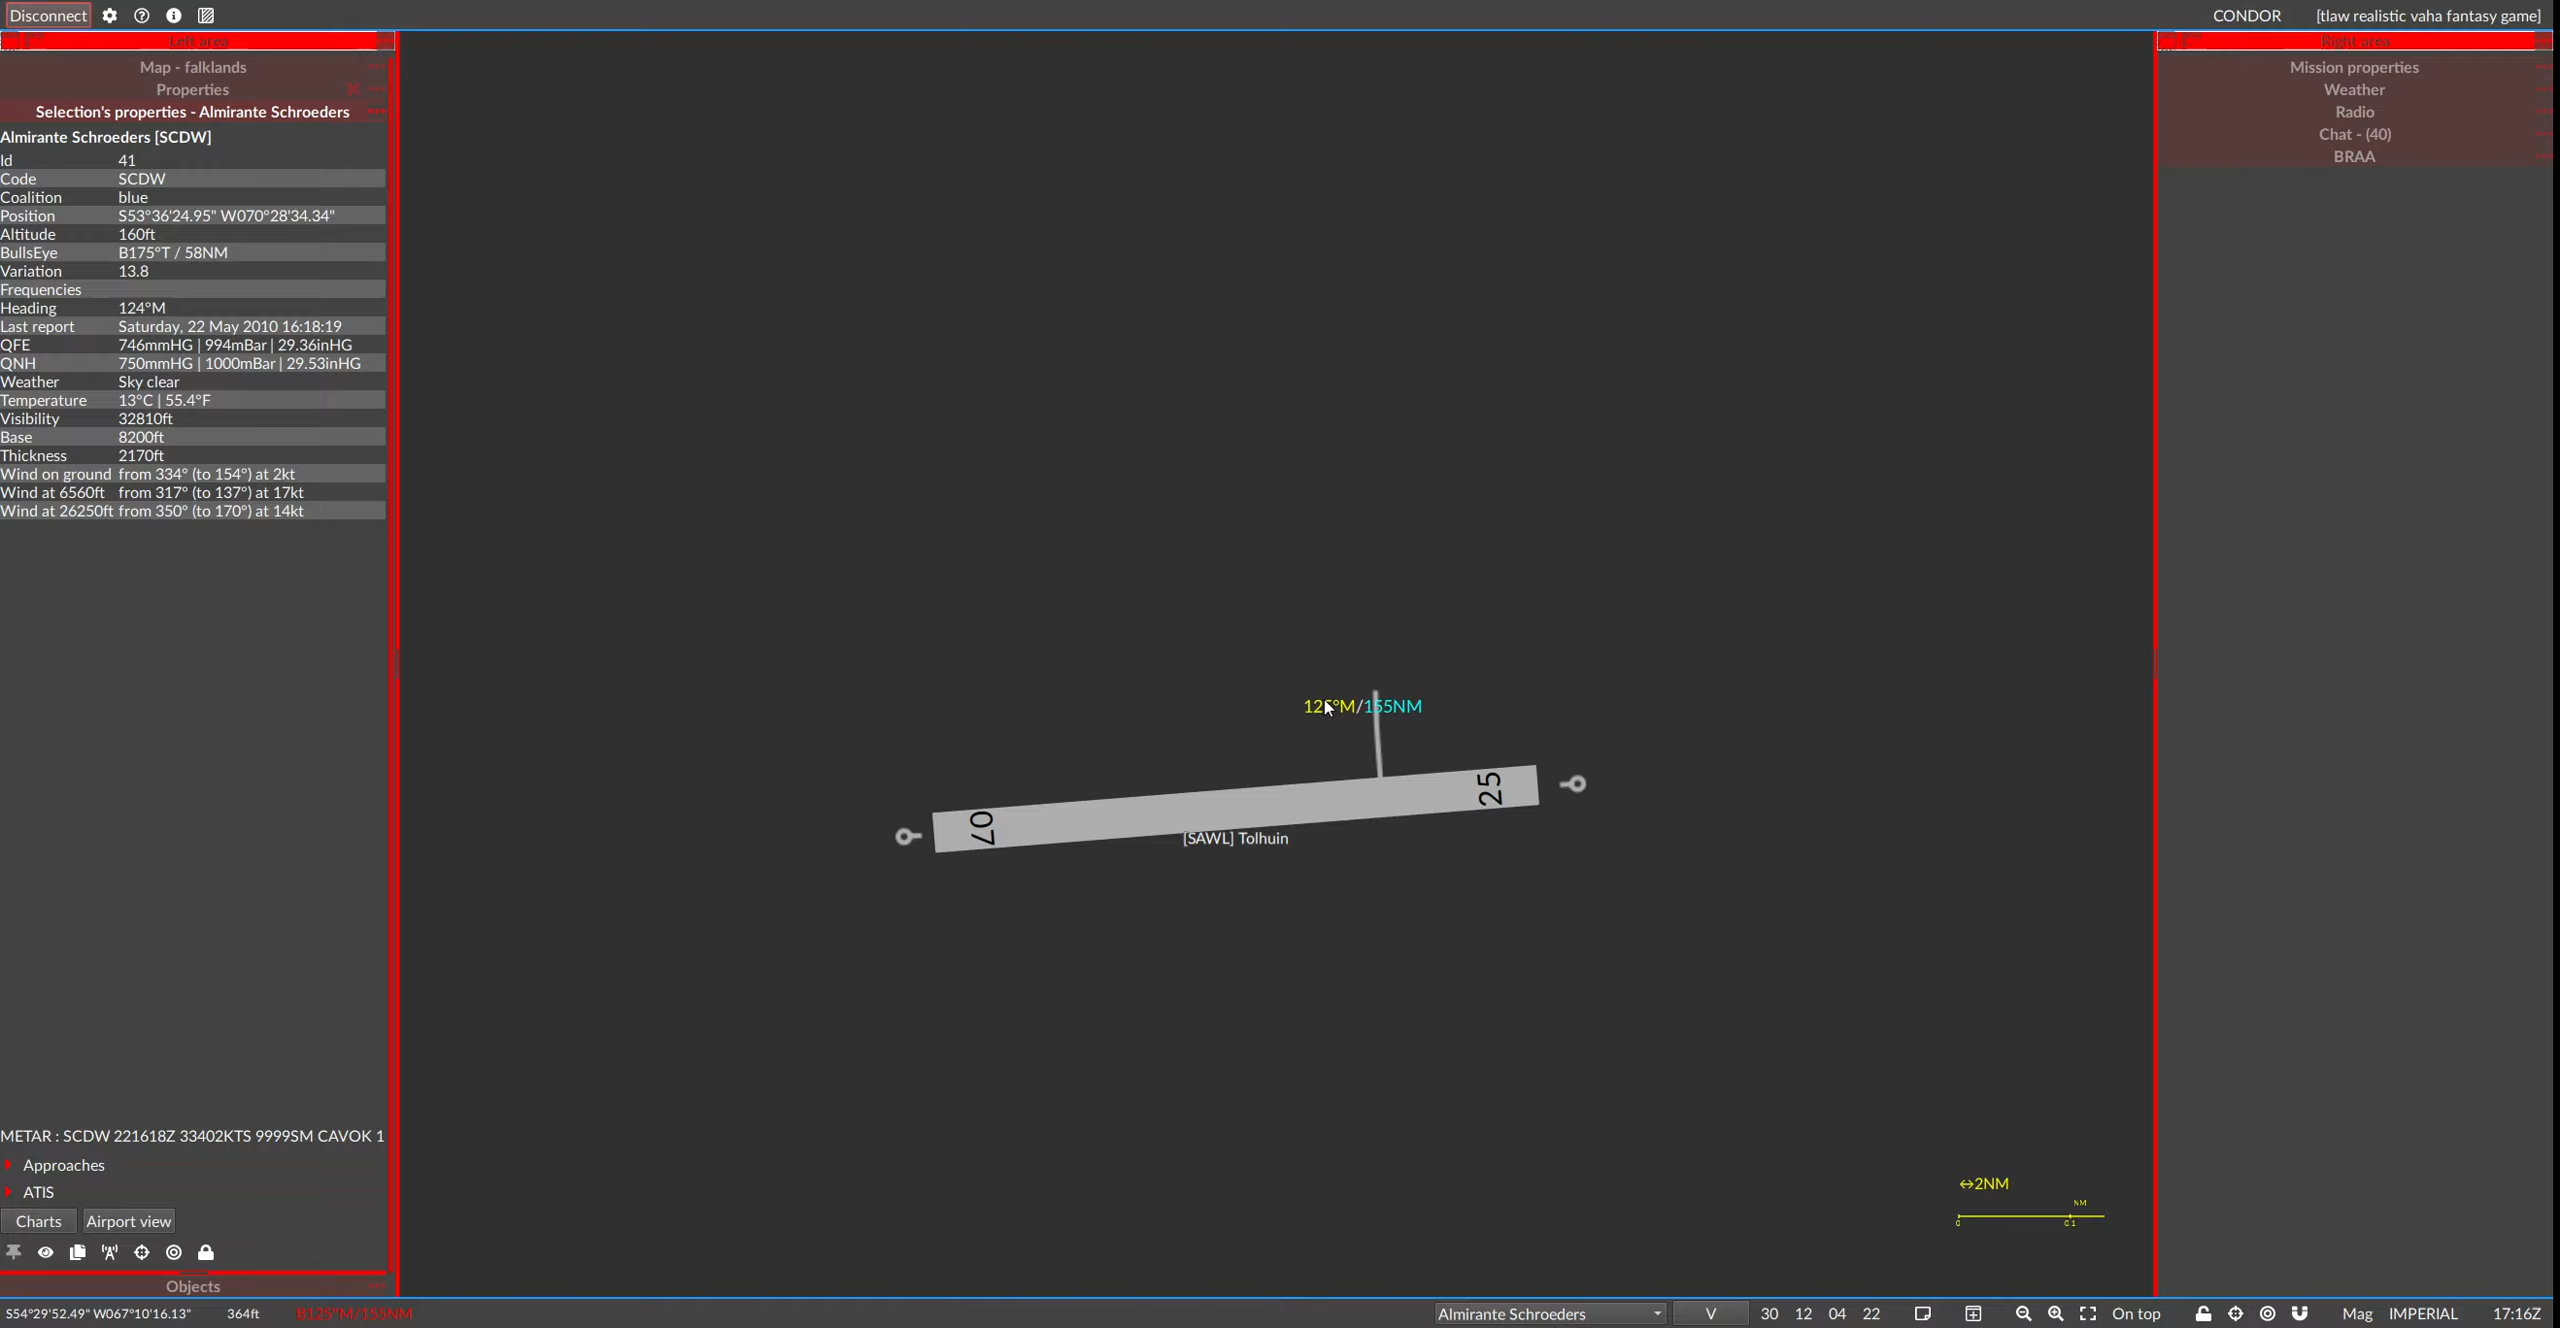 Disconnect
CONDOR [tlaw realistic vaha fantasy game]
Left area
Right area
Map - falklands
Properties
Selection's properties - Almirante Schroeders
Mission properties
Weather
Radio
Chat - (40)
BRAA
Almirante Schroeders [SCDW]
Id 41
Code SCDW
Coalition blue
Position S53°36'24.95" W070°28'34.34"
Altitude 160ft
BullsEye B175°T / 58NM
Variation 13.8
Frequencies
Heading 124°M
Last report Saturday, 22 May 2010 16:18:19
QFE 746mmHG | 994mBar | 29.36inHG
QNH 750mmHG | 1000mBar | 29.53inHG
Weather Sky clear
Temperature 13°C | 55.4°F
Visibility 32810ft
Base 8200ft
Thickness 2170ft
Wind on ground from 334° (to 154°) at 2kt
Wind at 6560ft from 317° (to 137°) at 17kt
Wind at 26250ft from 350° (to 170°) at 14kt
125°M/155NM
07
25
[SAWL] Tolhuin
METAR : SCDW 221618Z 33402KTS 9999SM CAVOK 1
Approaches
ATIS
Charts Airport view
↔2NM
NM
0 0.1
Objects
S54°29'52.49" W067°10'16.13" 364ft B125°M/155NM
Almirante Schroeders V 30 12 04 22 On top Mag IMPERIAL 17:16Z